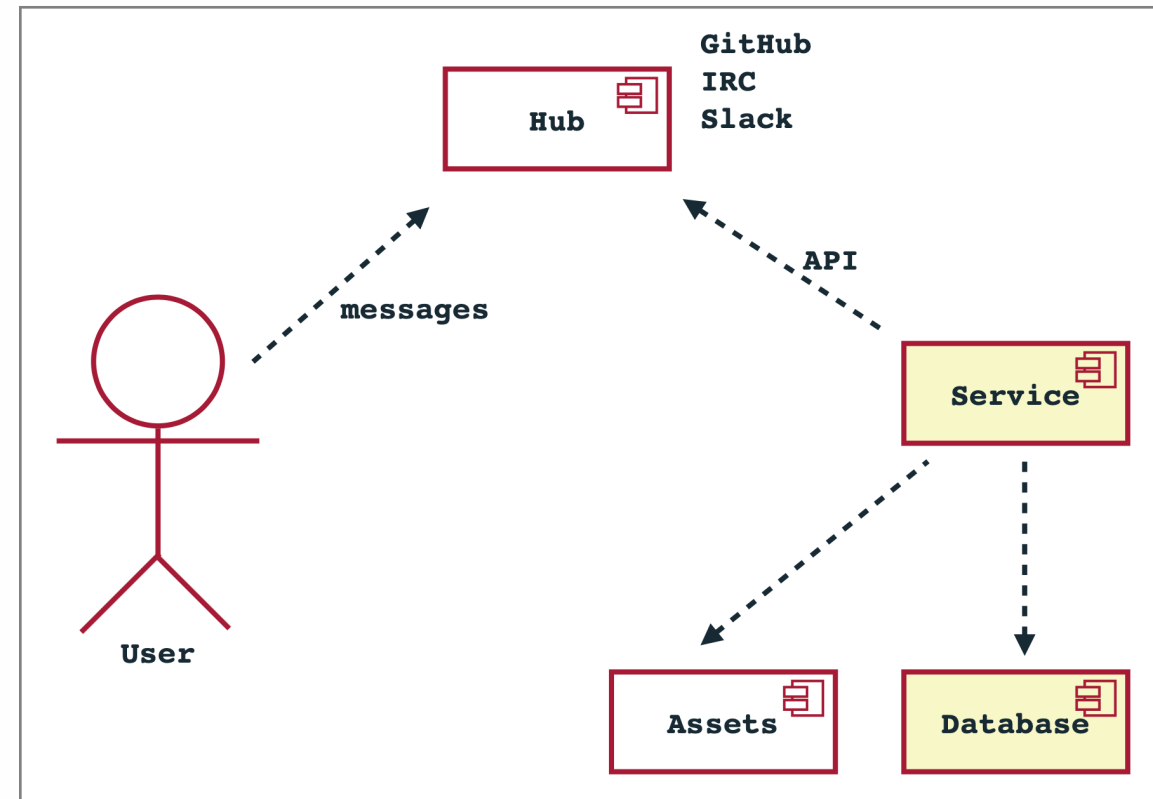 GitHub
IRC
Slack
Hub
API
messages
Service
User
Assets
Database